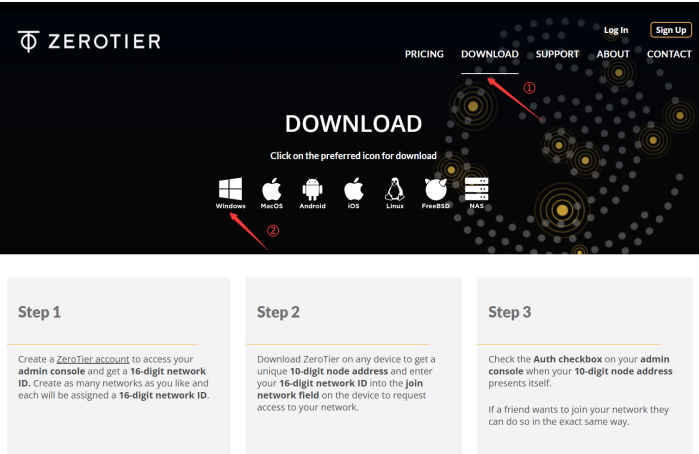 ZEROTIER
Log In
Sign Up
PRICING
DOWNLOAD
SUPPORT
ABOUT
CONTACT
①
DOWNLOAD
Click on the preferred icon for download
Windows
MacOS
Android
iOS
Linux
FreeBSD
NAS
②
Step 1
Create a ZeroTier account to access your
admin console and get a 16-digit network
ID. Create as many networks as you like and
each will be assigned a 16-digit network ID.
Step 2
Download ZeroTier on any device to get a
unique 10-digit node address and enter
your 16-digit network ID into the join
network field on the device to request
access to your network.
Step 3
Check the Auth checkbox on your admin
console when your 10-digit node address
presents itself.
If a friend wants to join your network they
can do so in the exact same way.